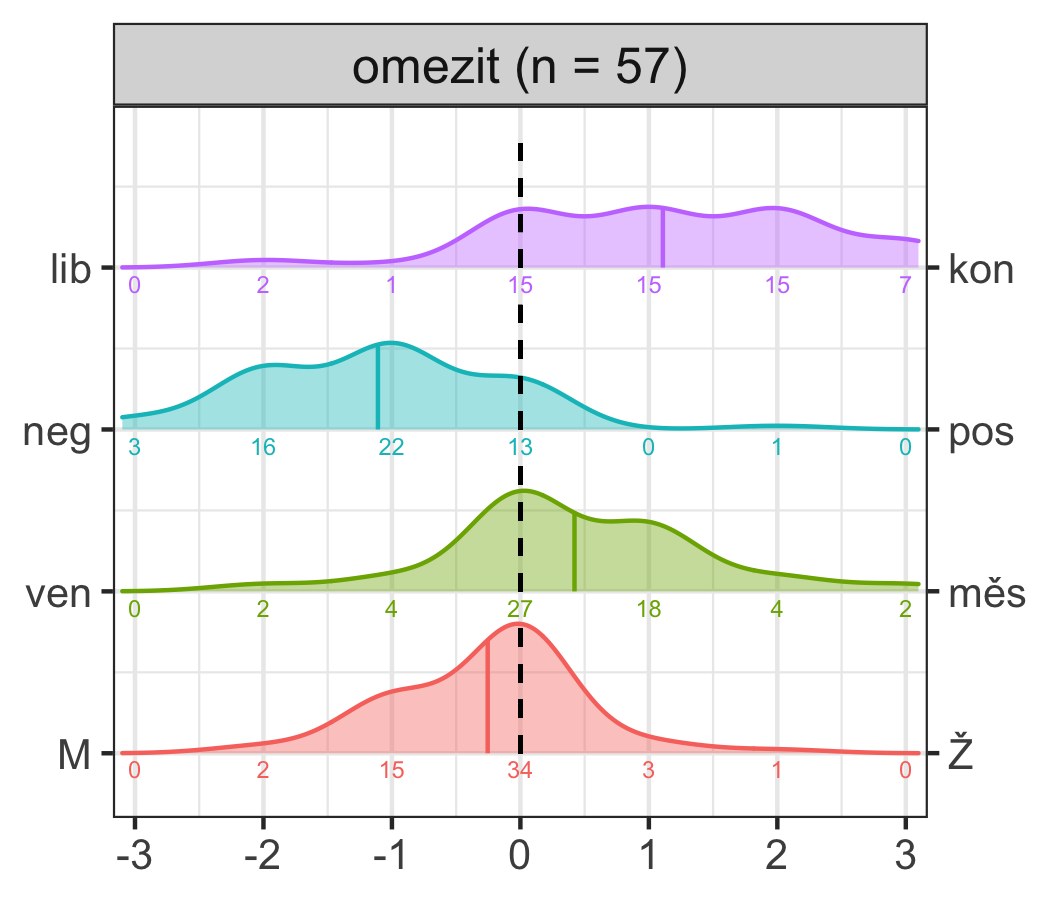 omezit (n = 57)
lib kon
0 2 1 15 15 15 7
neg pos
3 16 22 13 0 1 0
ven měs
0 2 4 27 18 4 2
M Ž
0 2 15 34 3 1 0
-3 -2 -1 0 1 2 3